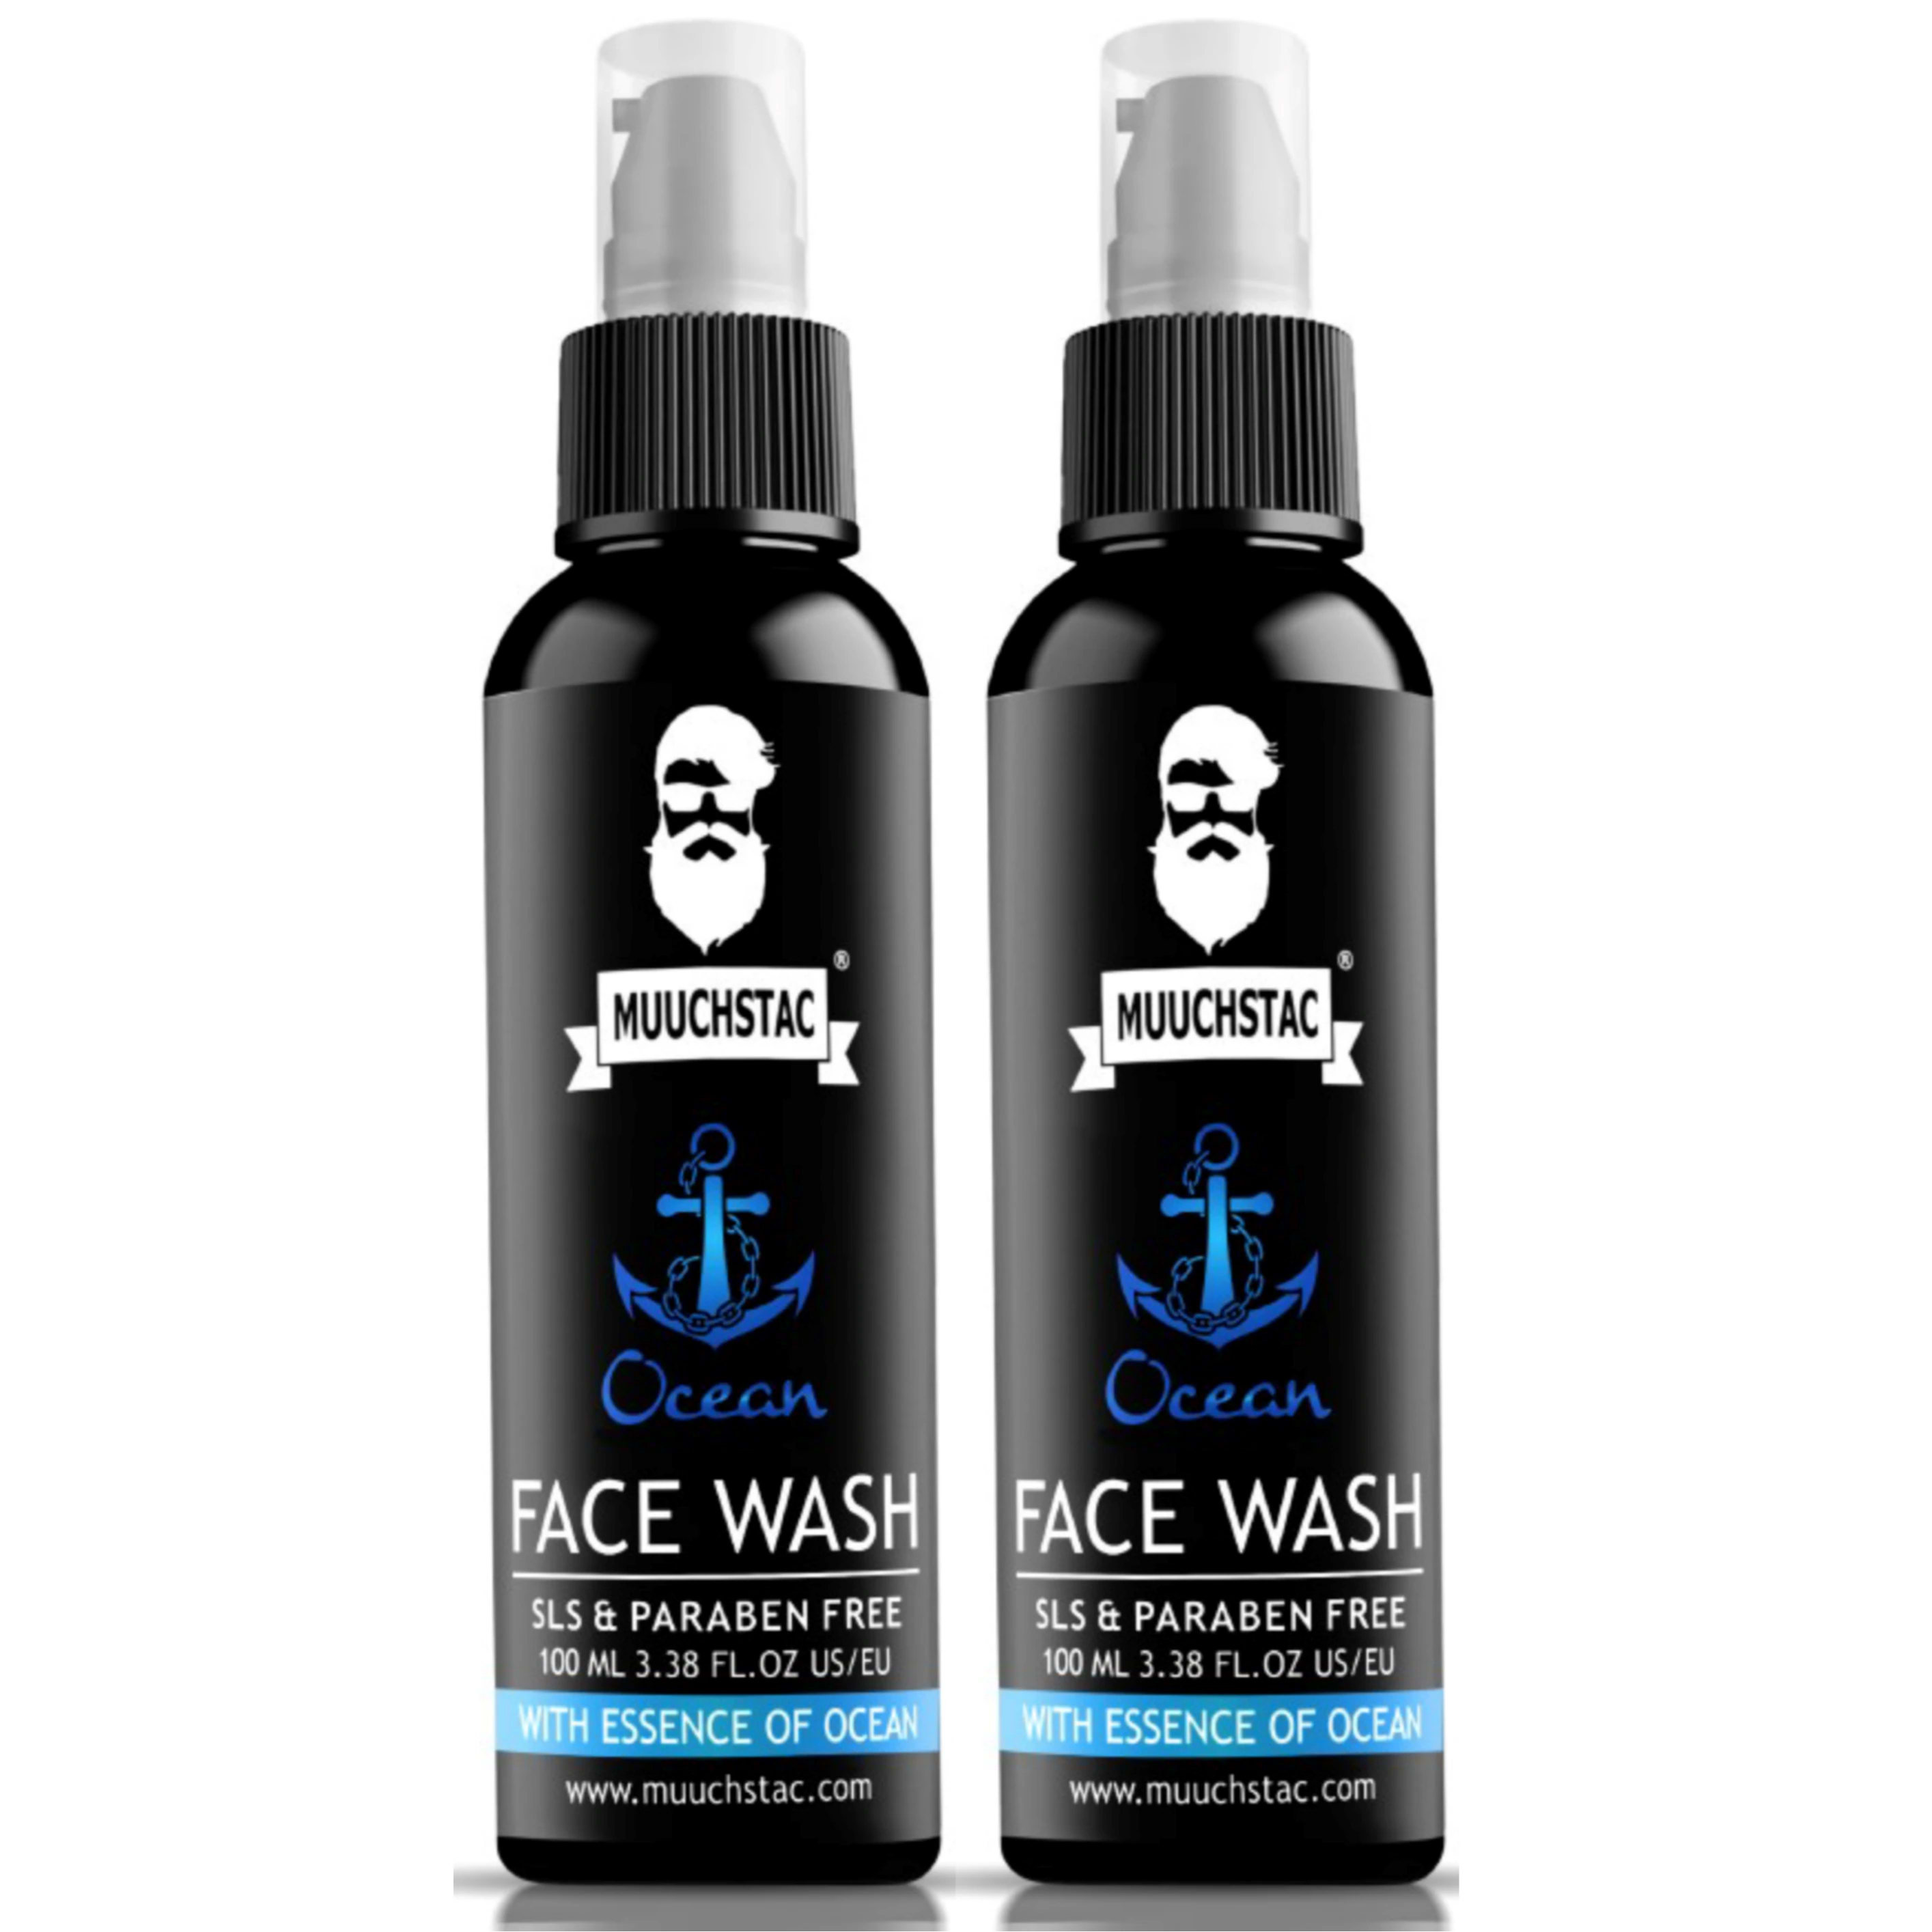 ®
MUUCHSTAC
Ocean
FACE WASH
SLS & PARABEN FREE
100 ML 3.38 FL.OZ US/EU
WITH ESSENCE OF OCEAN
www.muuchstac.com
®
MUUCHSTAC
Ocean
FACE WASH
SLS & PARABEN FREE
100 ML 3.38 FL.OZ US/EU
WITH ESSENCE OF OCEAN
www.muuchstac.com